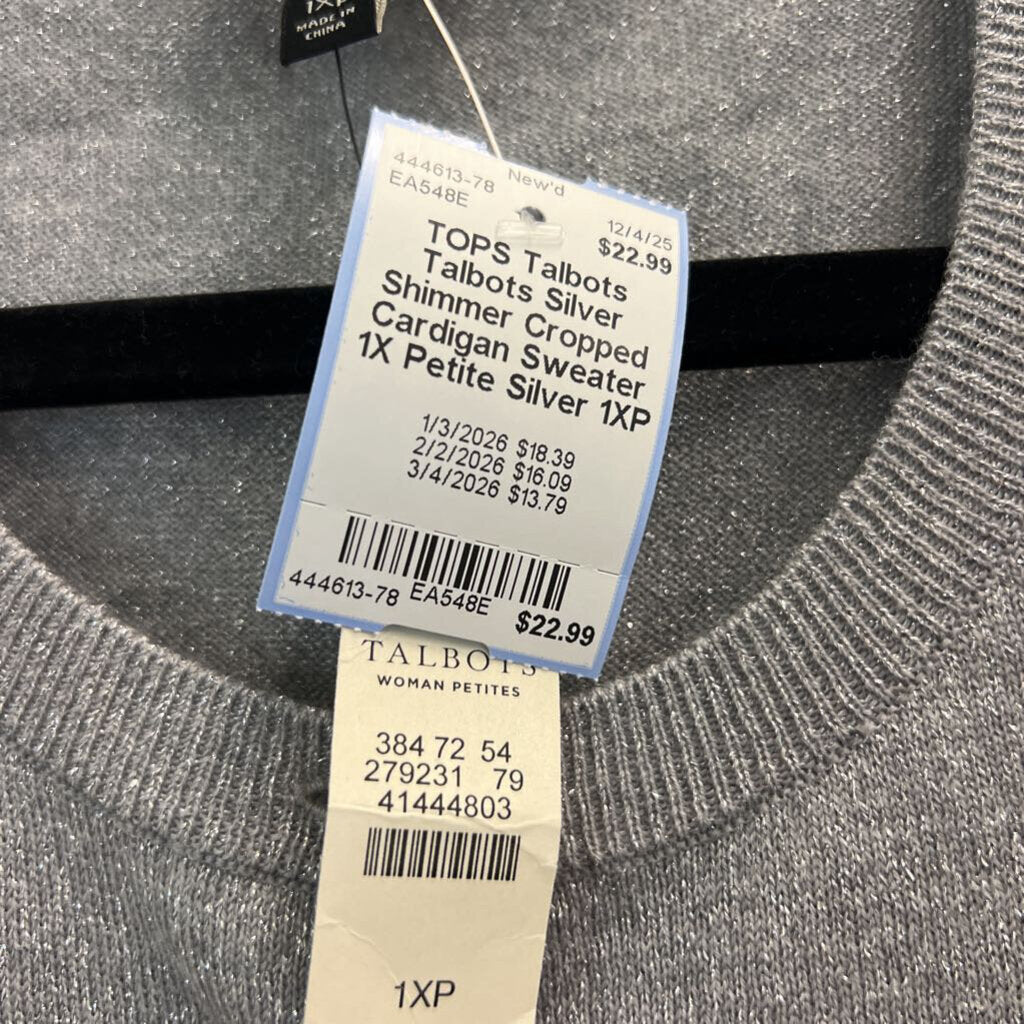 1XP
MADE IN
CHINA
444613-78 New'd
EA548E
12/4/25
$22.99
TOPS Talbots
Talbots Silver
Shimmer Cropped
Cardigan Sweater
1X Petite Silver 1XP
1/3/2026 $18.39
2/2/2026 $16.09
3/4/2026 $13.79
444613-78 EA548E $22.99
TALBOTS
WOMAN PETITES
384 72 54
279231 79
41444803
1XP